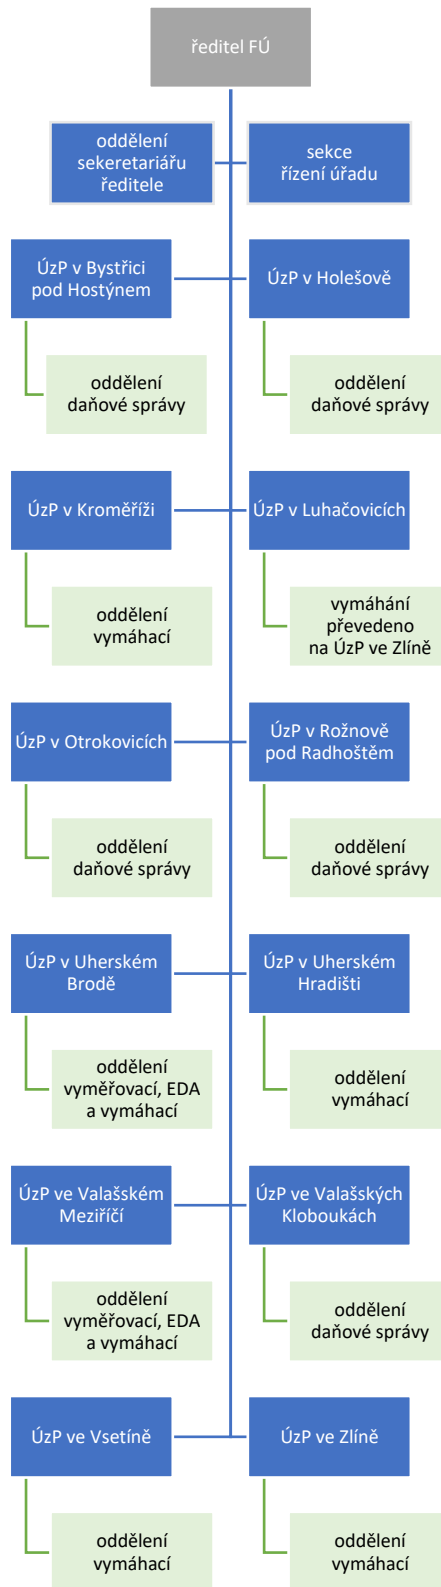 ředitel FÚ
oddělení
sekeretariářu
ředitele
sekce
řízení úřadu
ÚzP v Bystřici
pod Hostýnem
ÚzP v Holešově
oddělení
daňové správy
oddělení
daňové správy
ÚzP v Kroměříži
ÚzP v Luhačovicích
oddělení
vymáhací
vymáhání
převedeno
na ÚzP ve Zlíně
ÚzP v Otrokovicích
ÚzP v Rožnově
pod Radhoštěm
oddělení
daňové správy
oddělení
daňové správy
ÚzP v Uherském
Brodě
ÚzP v Uherském
Hradišti
oddělení
vyměřovací, EDA
a vymáhací
oddělení
vymáhací
ÚzP ve Valašském
Meziříčí
ÚzP ve Valašských
Kloboukách
oddělení
vyměřovací, EDA
a vymáhací
oddělení
daňové správy
ÚzP ve Vsetíně
ÚzP ve Zlíně
oddělení
vymáhací
oddělení
vymáhací